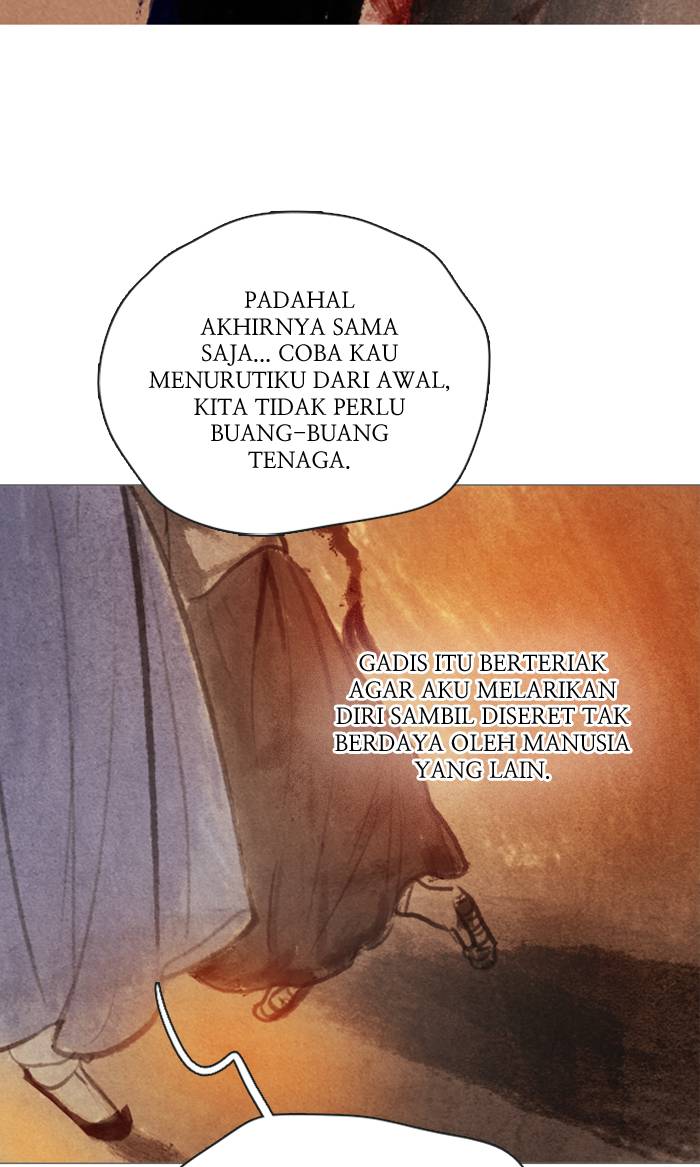 PADAHAL
AKHIRNYA SAMA
SAJA... COBA KAU
MENURUTIKU DARI AWAL,
KITA TIDAK PERLU
BUANG-BUANG
TENAGA.
GADIS ITU BERTERIAK
AGAR AKU MELARIKAN
DIRI SAMBIL DISERET TAK
BERDAYA OLEH MANUSIA
YANG LAIN.